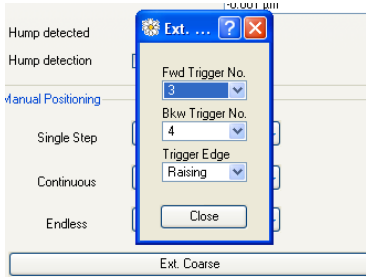 -0.001 µm
Hump detected
Ext. ...
Hump detection
Fwd Trigger No.
3
Manual Positioning
Bkw Trigger No.
4
Single Step
Trigger Edge
Raising
Continuous
Close
Endless
Ext. Coarse